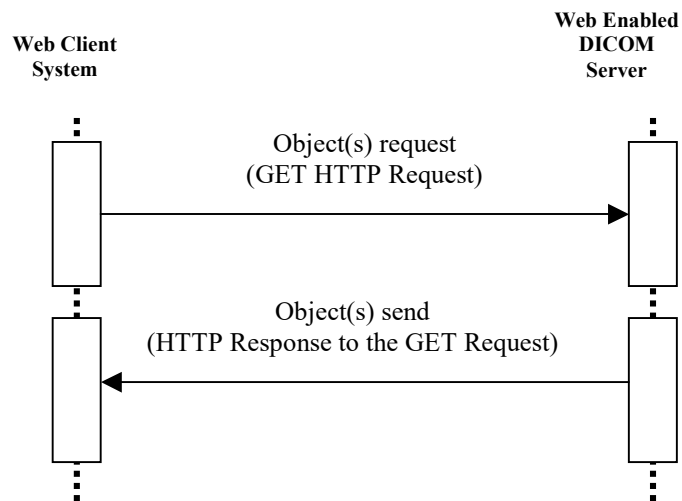 Web Client
System
Web Enabled
DICOM
Server
Object(s) request
(GET HTTP Request)
Object(s) send
(HTTP Response to the GET Request)